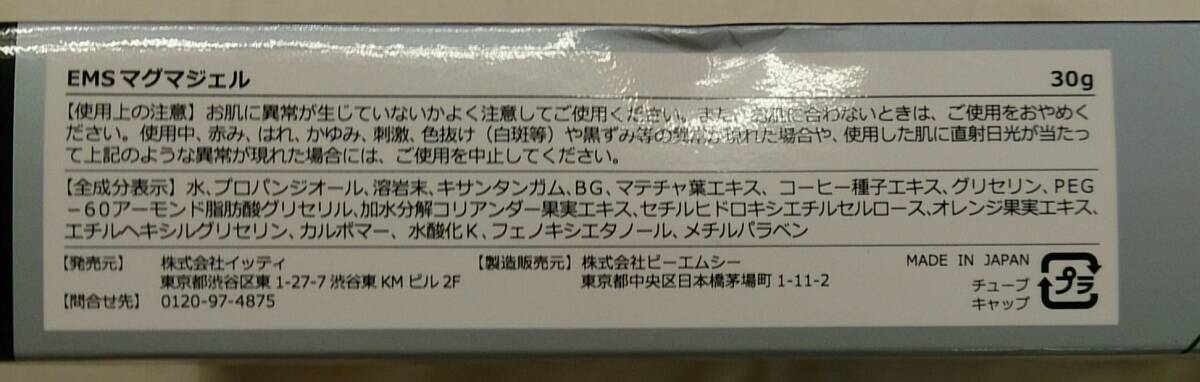 EMSマグマジェル 30g
【使用上の注意】お肌に異常が生じていないかよく注意してご使用ください。また、お肌に合わないときは、ご使用をおやめく
ださい。使用中、赤み、はれ、かゆみ、刺激、色抜け（白斑等）や黒ずみ等の異常が現れた場合や、使用した肌に直射日光が当たっ
て上記のような異常が現れた場合には、ご使用を中止してください。
【全成分表示】水、プロパンジオール、溶岩末、キサンタンガム、BG、マテチャ葉エキス、コーヒー種子エキス、グリセリン、PEG
-60アーモンド脂肪酸グリセリル、加水分解コリアンダー果実エキス、セチルヒドロキシエチルセルロース、オレンジ果実エキス、
エチルヘキシルグリセリン、カルボマー、水酸化K、フェノキシエタノール、メチルパラベン
【発売元】 株式会社イッティ
東京都渋谷区東 1-27-7 渋谷東 KM ビル 2F
【問合せ先】 0120-97-4875
【製造販売元】株式会社ピーエムシー
東京都中央区日本橋茅場町 1-11-2
MADE IN JAPAN
チューブ
キャップ
プラ